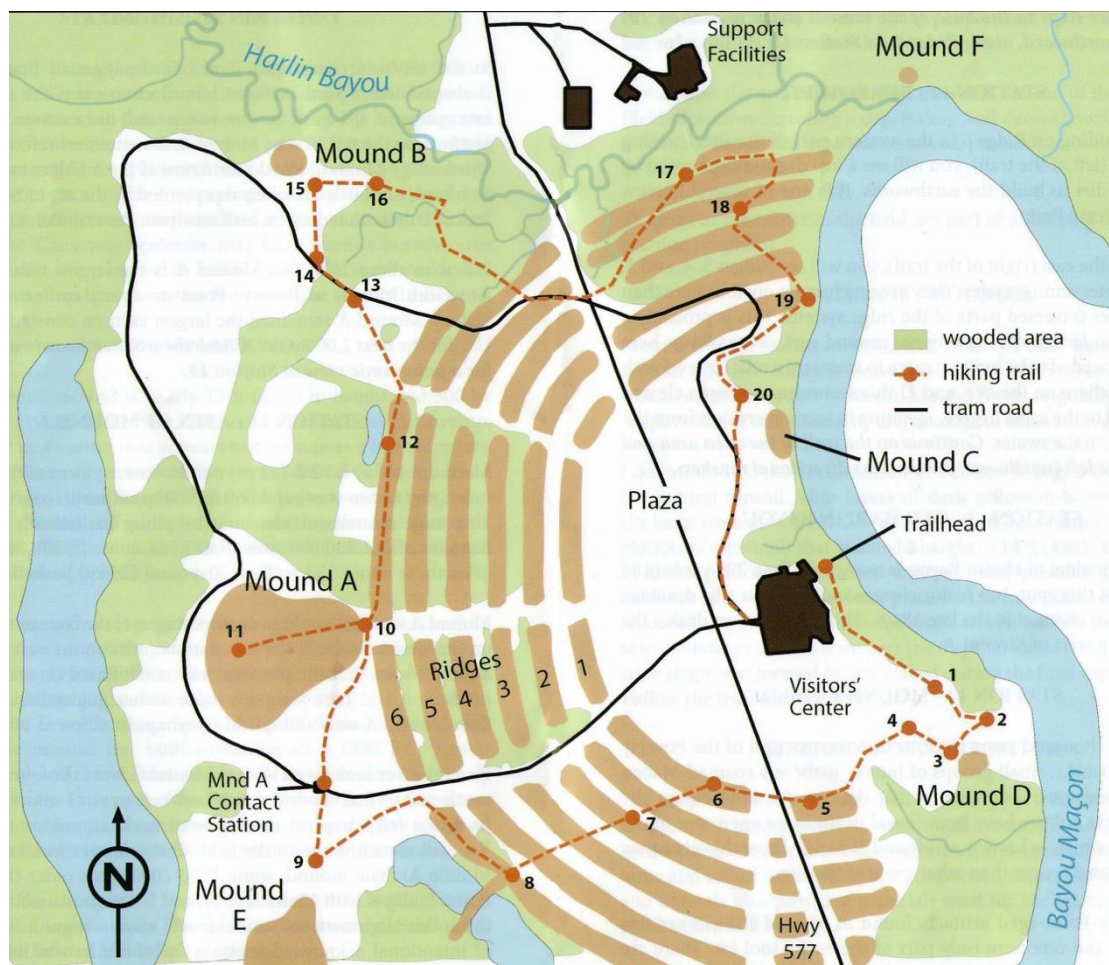 Harlin Bayou
Support
Facilities
Mound F
Mound B
15
16
17
18
14
13
19
wooded area
hiking trail
tram road
20
12
Mound C
Plaza
Trailhead
Mound A
11
10
Ridges
6
5
4
3
2
1
Visitors'
Center
4
2
3
Mound D
Mnd A
Contact
Station
6
5
7
8
9
Mound
E
N
Hwy
577
Bayou Maçon